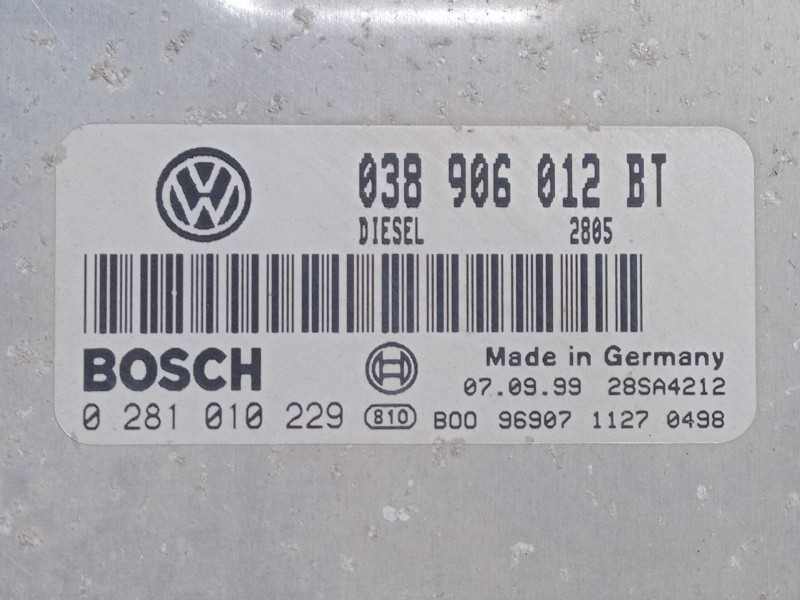 038 906 012 BT
DIESEL 2805
BOSCH
Made in Germany
07.09.99 28SA4212
0 281 010 229 810 B00 96907 1127 0498